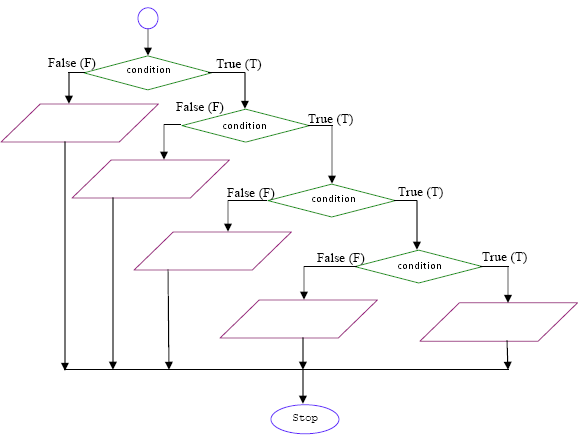 False (F)
True (T)
condition
False (F)
True (T)
condition
False (F)
True (T)
condition
False (F)
True (T)
condition
Stop